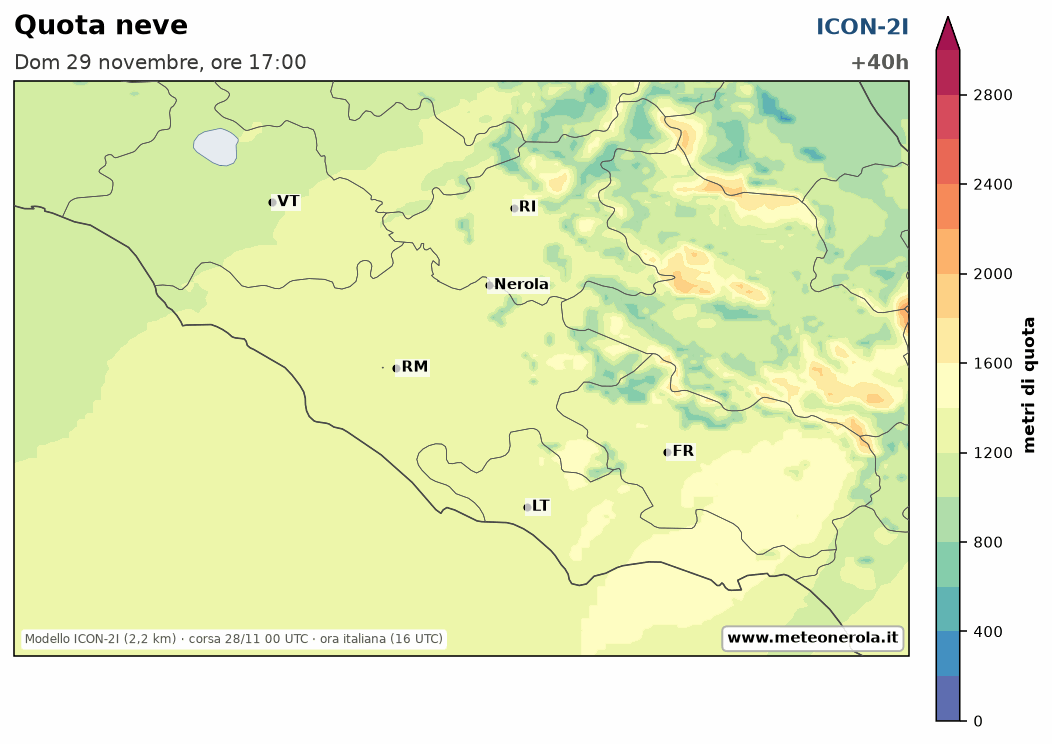 Quota neve
ICON-2I
Dom 29 novembre, ore 17:00
+40h
2800
2400
2000
1600
1200
800
400
0
metri di quota
VT
RI
Nerola
RM
FR
LT
Modello ICON-2I (2,2 km) · corsa 28/11 00 UTC · ora italiana (16 UTC)
www.meteonerola.it